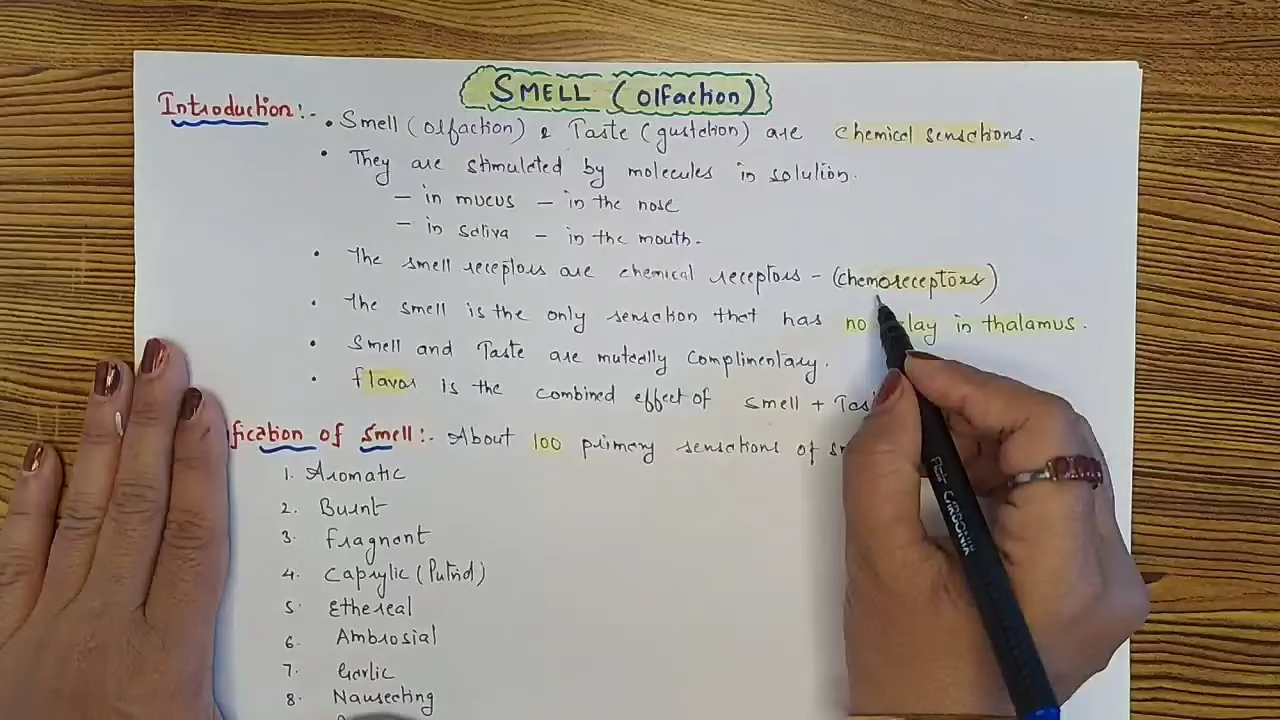 SMELL (Olfaction)
Introduction:-
• Smell (olfaction) & Taste (gustation) are chemical sensations.
• They are stimulated by molecules in solution.
– in mucus – in the nose
– in saliva – in the mouth.
• The smell receptors are chemical receptors – (chemoreceptors)
• The smell is the only sensation that has no lay in thalamus.
• Smell and Taste are mutually complimentary.
• flavor is the combined effect of smell + Tas
fication of Smell:- About 100 primary sensations of
1. Aromatic
2. Burnt
3. Fragnant
4. Caprylic (Putrid)
5. Ethereal
6. Ambrosial
7. Garlic
8. Nauseating
CARBONIX